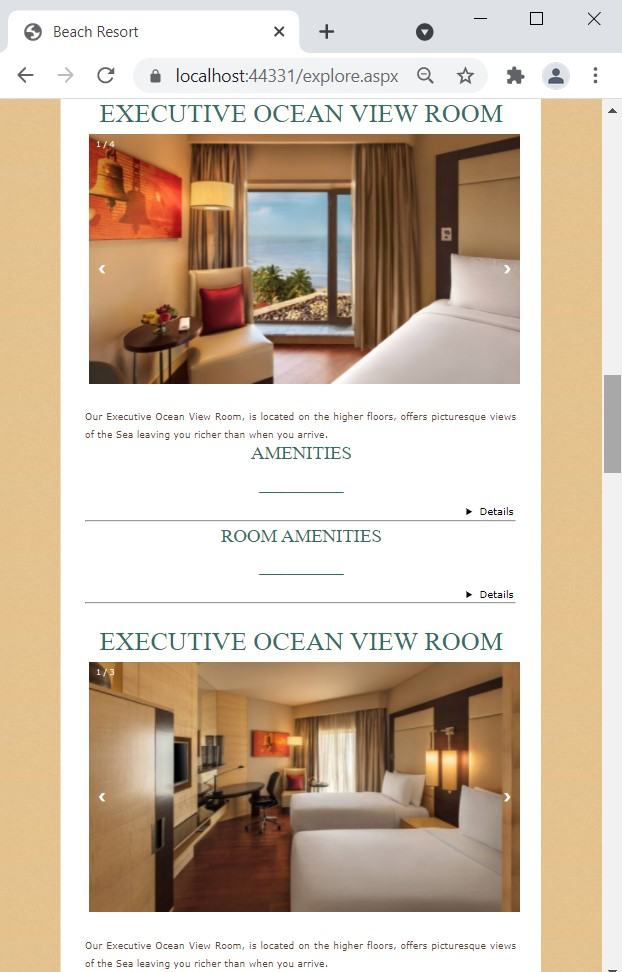 Beach Resort
localhost:44331/explore.aspx
EXECUTIVE OCEAN VIEW ROOM
1 / 4
❮ ❯
Our Executive Ocean View Room, is located on the higher floors, offers picturesque views
of the Sea leaving you richer than when you arrive.
AMENITIES
▶ Details
ROOM AMENITIES
▶ Details
EXECUTIVE OCEAN VIEW ROOM
1 / 3
❮ ❯
Our Executive Ocean View Room, is located on the higher floors, offers picturesque views
of the Sea leaving you richer than when you arrive.